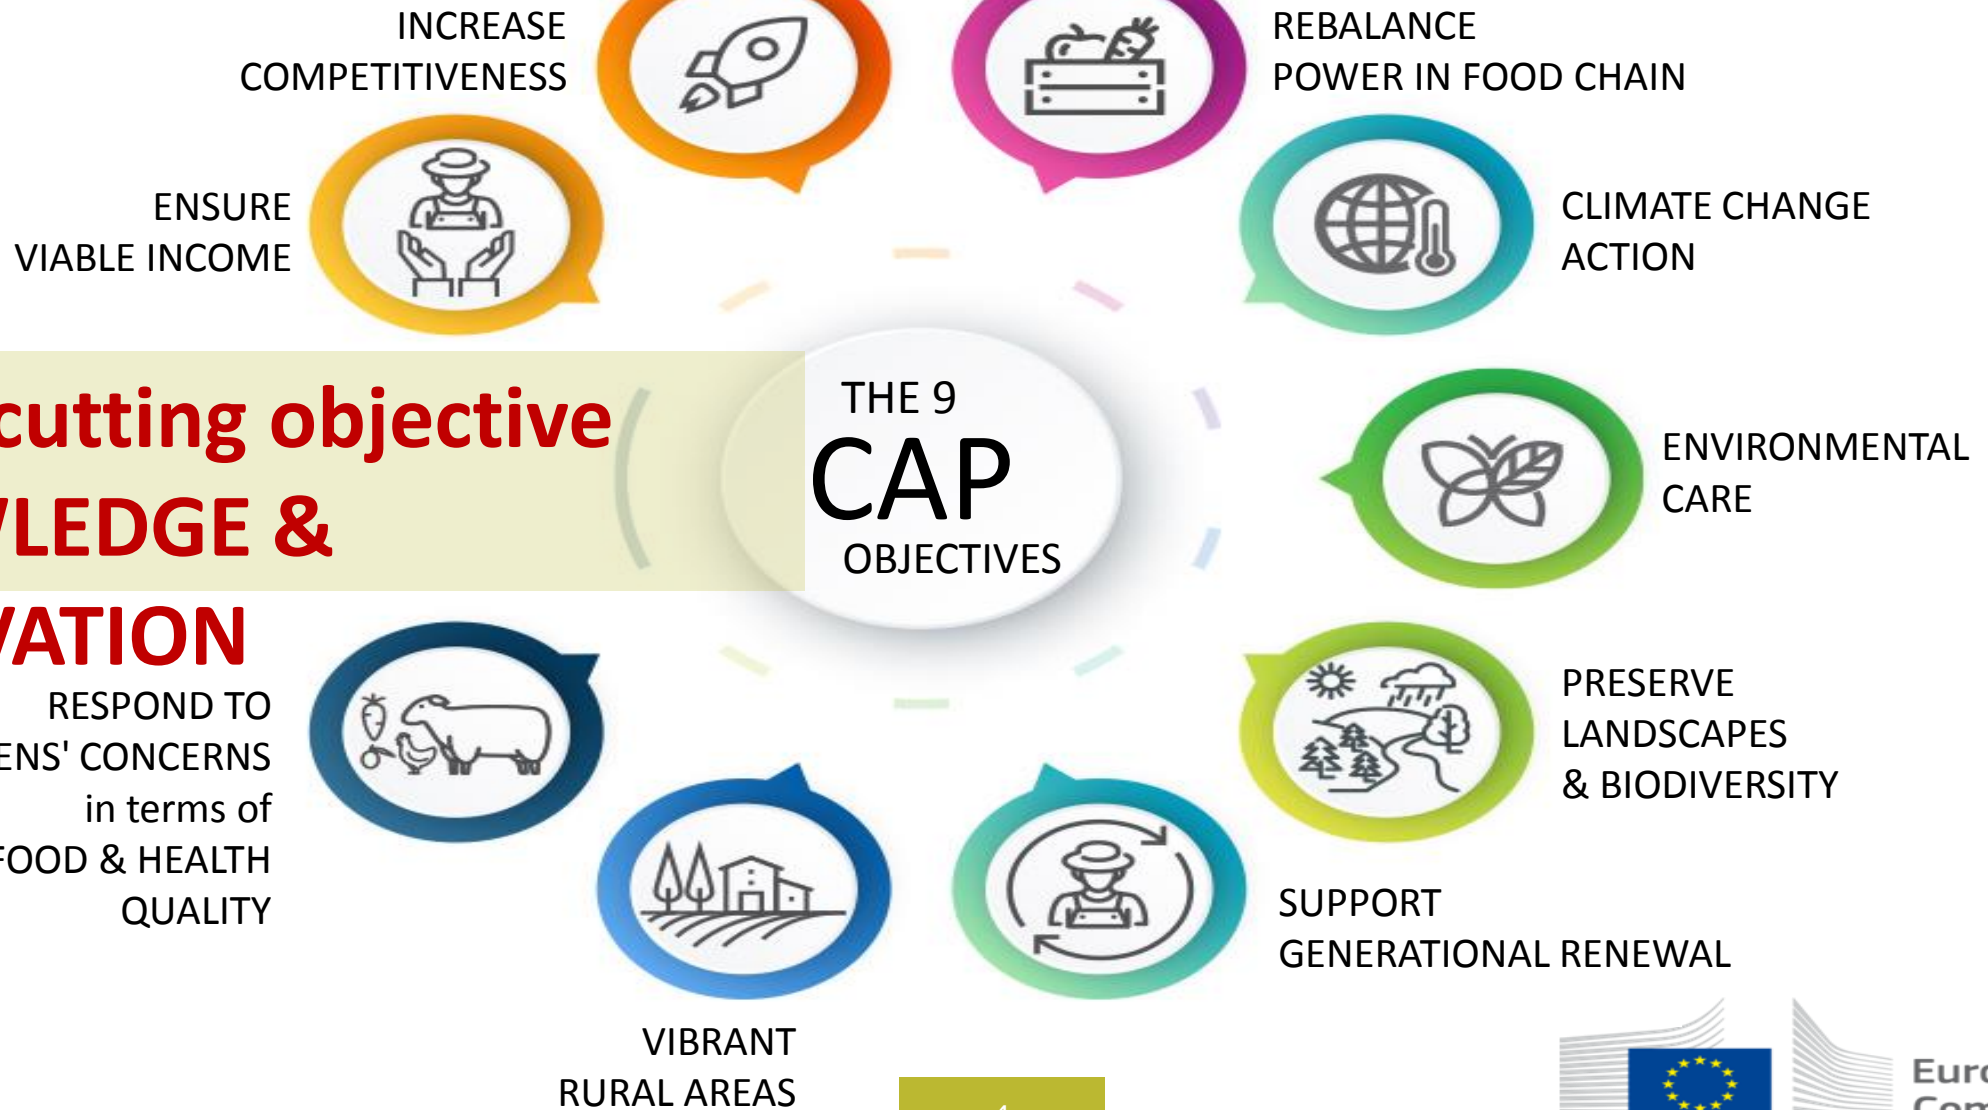 INCREASE
COMPETITIVENESS
REBALANCE
POWER IN FOOD CHAIN
ENSURE
VIABLE INCOME
CLIMATE CHANGE
ACTION
cutting objective
LEDGE &
VATION
THE 9
CAP
OBJECTIVES
ENVIRONMENTAL
CARE
RESPOND TO
ENS' CONCERNS
in terms of
FOOD & HEALTH
QUALITY
PRESERVE
LANDSCAPES
& BIODIVERSITY
SUPPORT
GENERATIONAL RENEWAL
VIBRANT
RURAL AREAS
Euro